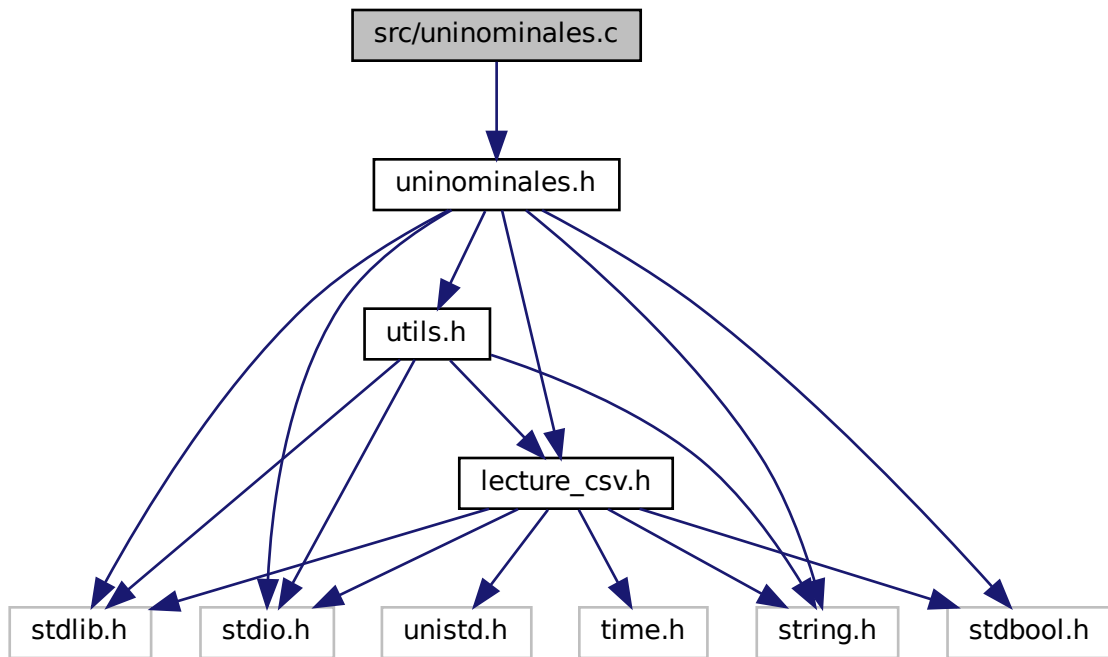 src/uninominales.c
uninominales.h
utils.h
lecture_csv.h
stdlib.h
stdio.h
unistd.h
time.h
string.h
stdbool.h